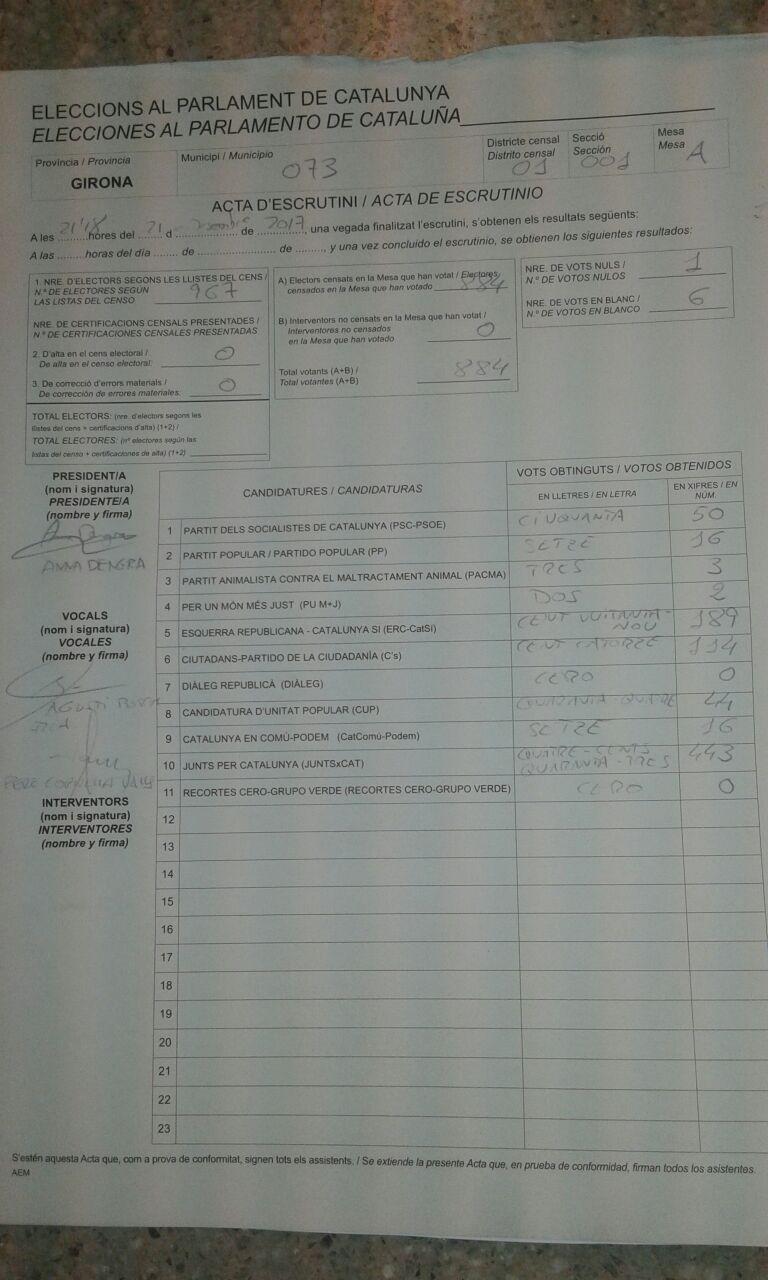 ELECCIONS AL PARLAMENT DE CATALUNYA
ELECCIONES AL PARLAMENTO DE CATALUÑA
Província / Provincia
GIRONA
Municipi / Municipio
073
Districte censal
Distrito censal
01
Secció
Sección
001
Mesa
Mesa
A
ACTA D'ESCRUTINI / ACTA DE ESCRUTINIO
A les 21'18 hores del 21 d desembre de 2017, una vegada finalitzat l'escrutini, s'obtenen els resultats següents:
A las ........horas del día ...... de ...................... de ........, y una vez concluido el escrutinio, se obtienen los siguientes resultados:
1. NRE. D'ELECTORS SEGONS LES LLISTES DEL CENS /
N.º DE ELECTORES SEGÚN
LAS LISTAS DEL CENSO
967
NRE. DE CERTIFICACIONS CENSALS PRESENTADES /
N.º DE CERTIFICACIONES CENSALES PRESENTADAS
2. D'alta en el cens electoral /
De alta en el censo electoral:
0
3. De correcció d'errors materials /
De corrección de errores materiales:
0
TOTAL ELECTORS: (nre. d'electors segons les
llistes del cens + certificacions d'alta) (1+2) /
TOTAL ELECTORES: (nº electores según las
listas del censo + certificaciones de alta) (1+2)
A) Electors censats en la Mesa que han votat / Electores
censados en la Mesa que han votado
884
B) Interventors no censats en la Mesa que han votat /
Interventores no censados
en la Mesa que han votado
0
Total votants (A+B) /
Total votantes (A+B)
884
NRE. DE VOTS NULS /
N.º DE VOTOS NULOS
1
NRE. DE VOTS EN BLANC /
N.º DE VOTOS EN BLANCO
6
PRESIDENT/A
(nom i signatura)
PRESIDENTE/A
(nombre y firma)
ANNA DENGRA
VOCALS
(nom i signatura)
VOCALES
(nombre y firma)
AGUSTÍ
PERE
INTERVENTORS
(nom i signatura)
INTERVENTORES
(nombre y firma)
CANDIDATURES / CANDIDATURAS
VOTS OBTINGUTS / VOTOS OBTENIDOS
EN LLETRES / EN LETRA
EN XIFRES / EN NÚM.
1 PARTIT DELS SOCIALISTES DE CATALUNYA (PSC-PSOE) CINQUANTA 50
2 PARTIT POPULAR / PARTIDO POPULAR (PP) SETZE 16
3 PARTIT ANIMALISTA CONTRA EL MALTRACTAMENT ANIMAL (PACMA) TRES 3
4 PER UN MÓN MÉS JUST (PU M+J) DOS 2
5 ESQUERRA REPUBLICANA - CATALUNYA SI (ERC-CatSí) CENT VUITANTA-NOU 189
6 CIUTADANS-PARTIDO DE LA CIUDADANÍA (C's) CENT CATORZE 114
7 DIÀLEG REPUBLICÀ (DIÀLEG) CERO 0
8 CANDIDATURA D'UNITAT POPULAR (CUP) QUARANTA-QUATRE 44
9 CATALUNYA EN COMÚ-PODEM (CatComú-Podem) SETZE 16
10 JUNTS PER CATALUNYA (JUNTSxCAT) QUATRE-CENTS QUARANTA-TRES 443
11 RECORTES CERO-GRUPO VERDE (RECORTES CERO-GRUPO VERDE) CERO 0
12
13
14
15
16
17
18
19
20
21
22
23
S'estén aquesta Acta que, com a prova de conformitat, signen tots els assistents. / Se extiende la presente Acta que, en prueba de conformidad, firman todos los asistentes.
AEM